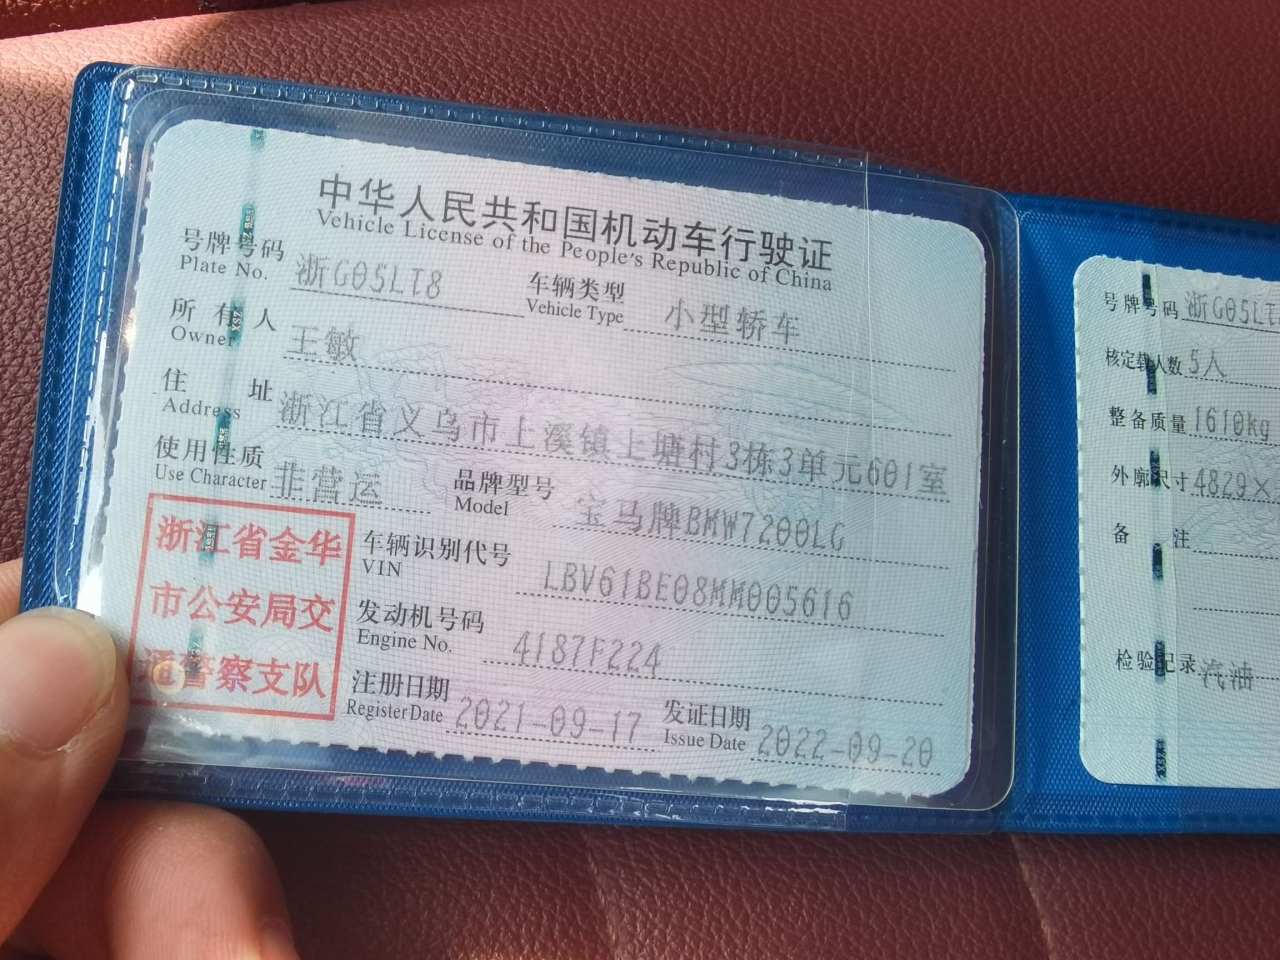 中华人民共和国机动车行驶证
Vehicle License of the People's Republic of China
号牌号码 浙G05LT8 车辆类型 小型轿车
Plate No. Vehicle Type
所有人 王敏
Owner
住址 浙江省义乌市上溪镇上塘村3栋3单元601室
Address
使用性质 非营运 品牌型号 宝马牌BMW7200LG
Use Character Model
浙江省金华
市公安局交
通警察支队
车辆识别代号 LBV61BE08MM005616
VIN
发动机号码 4187F224
Engine No.
注册日期 2021-09-17 发证日期 2022-09-20
Register Date Issue Date
号牌号码 浙G05LT
核定载人数 5人
整备质量 1610kg
外廓尺寸 4829×
备注
检验记录 汽油